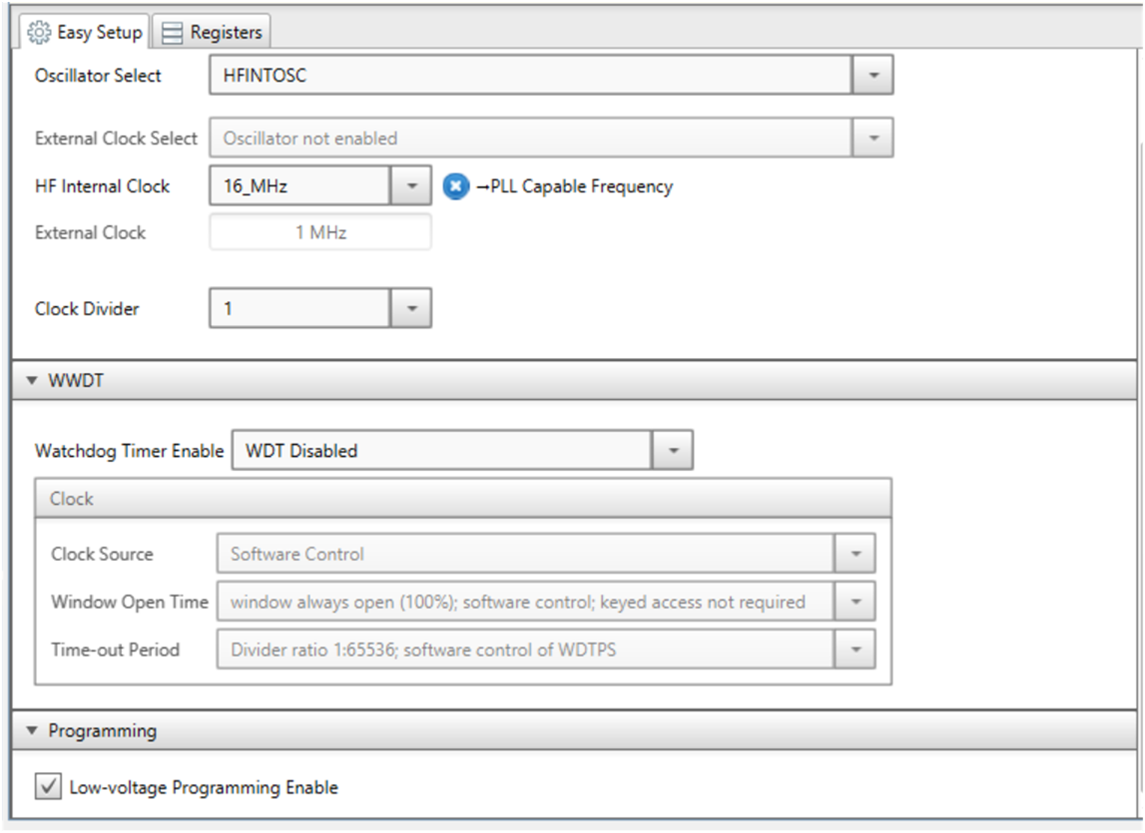 Easy Setup Registers
Oscillator Select HFINTOSC
External Clock Select Oscillator not enabled
HF Internal Clock 16_MHz →PLL Capable Frequency
External Clock 1 MHz
Clock Divider 1
WWDT
Watchdog Timer Enable WDT Disabled
Clock
Clock Source Software Control
Window Open Time window always open (100%); software control; keyed access not required
Time-out Period Divider ratio 1:65536; software control of WDTPS
Programming
Low-voltage Programming Enable